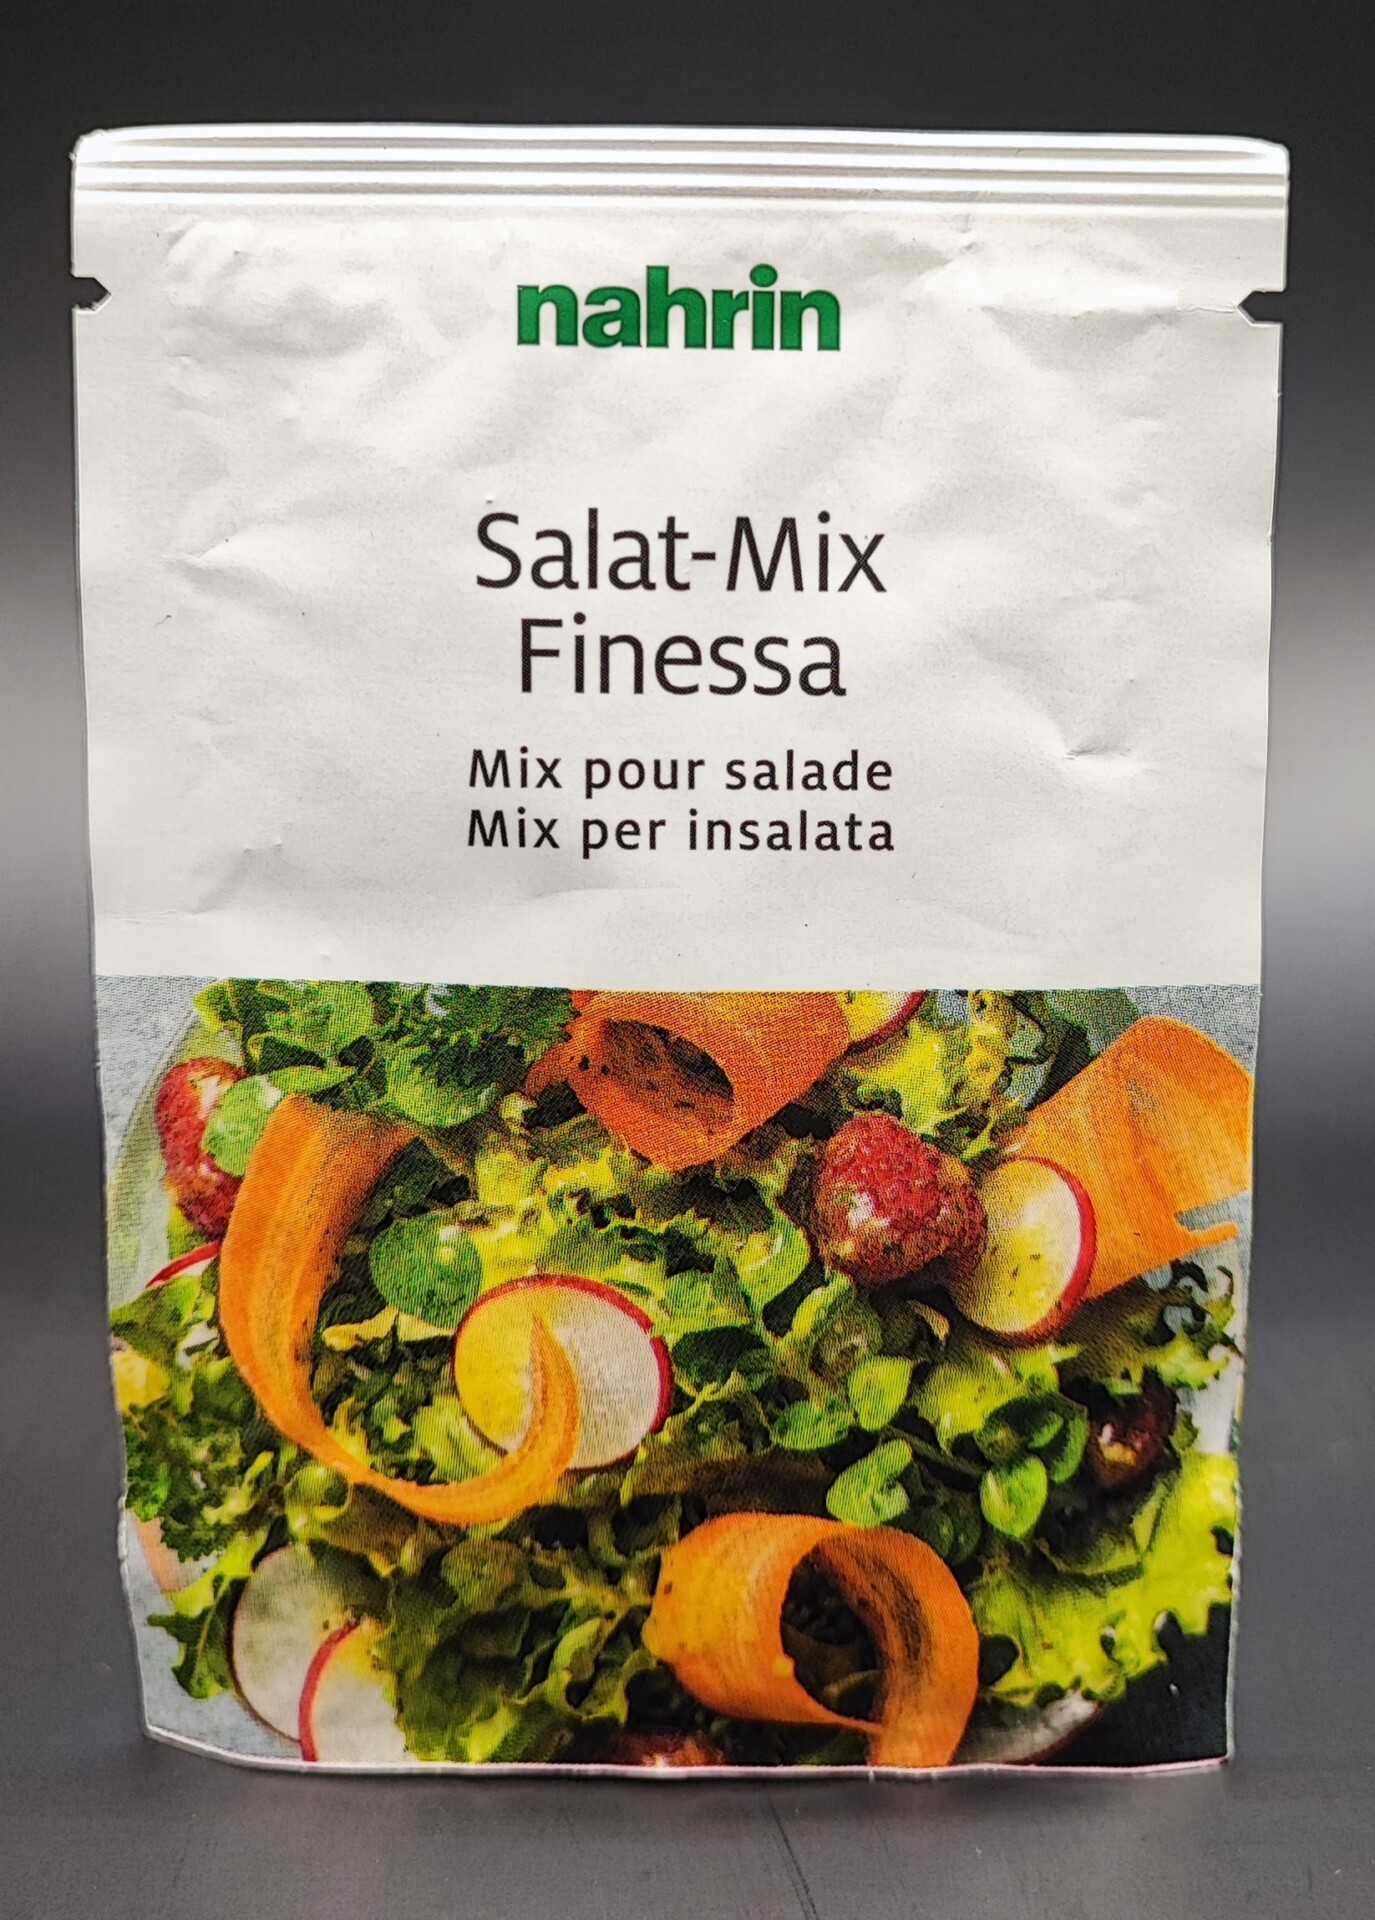 nahrin
Salat-Mix
Finessa
Mix pour salade
Mix per insalata